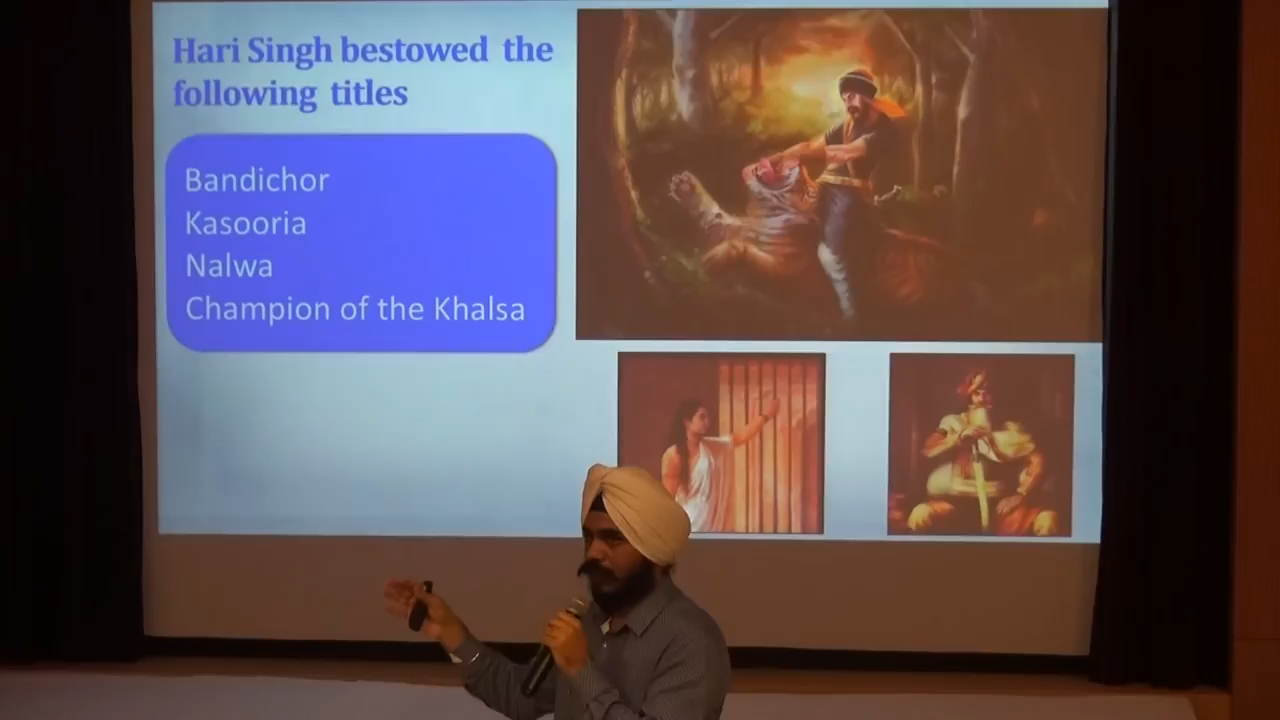 Hari Singh bestowed the
following titles
Bandichor
Kasooria
Nalwa
Champion of the Khalsa